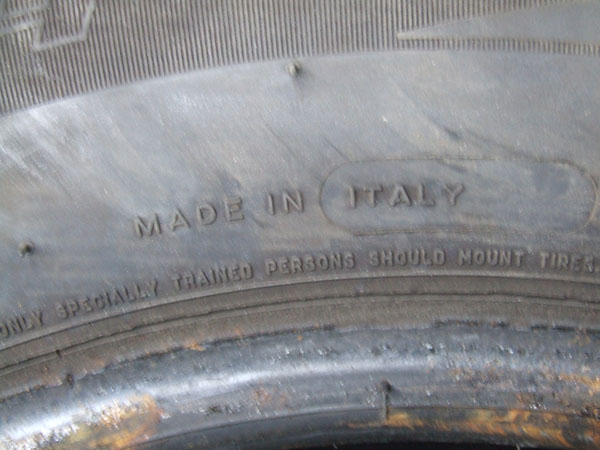 MADE IN ITALY
ONLY SPECIALLY TRAINED PERSONS SHOULD MOUNT TIRES.